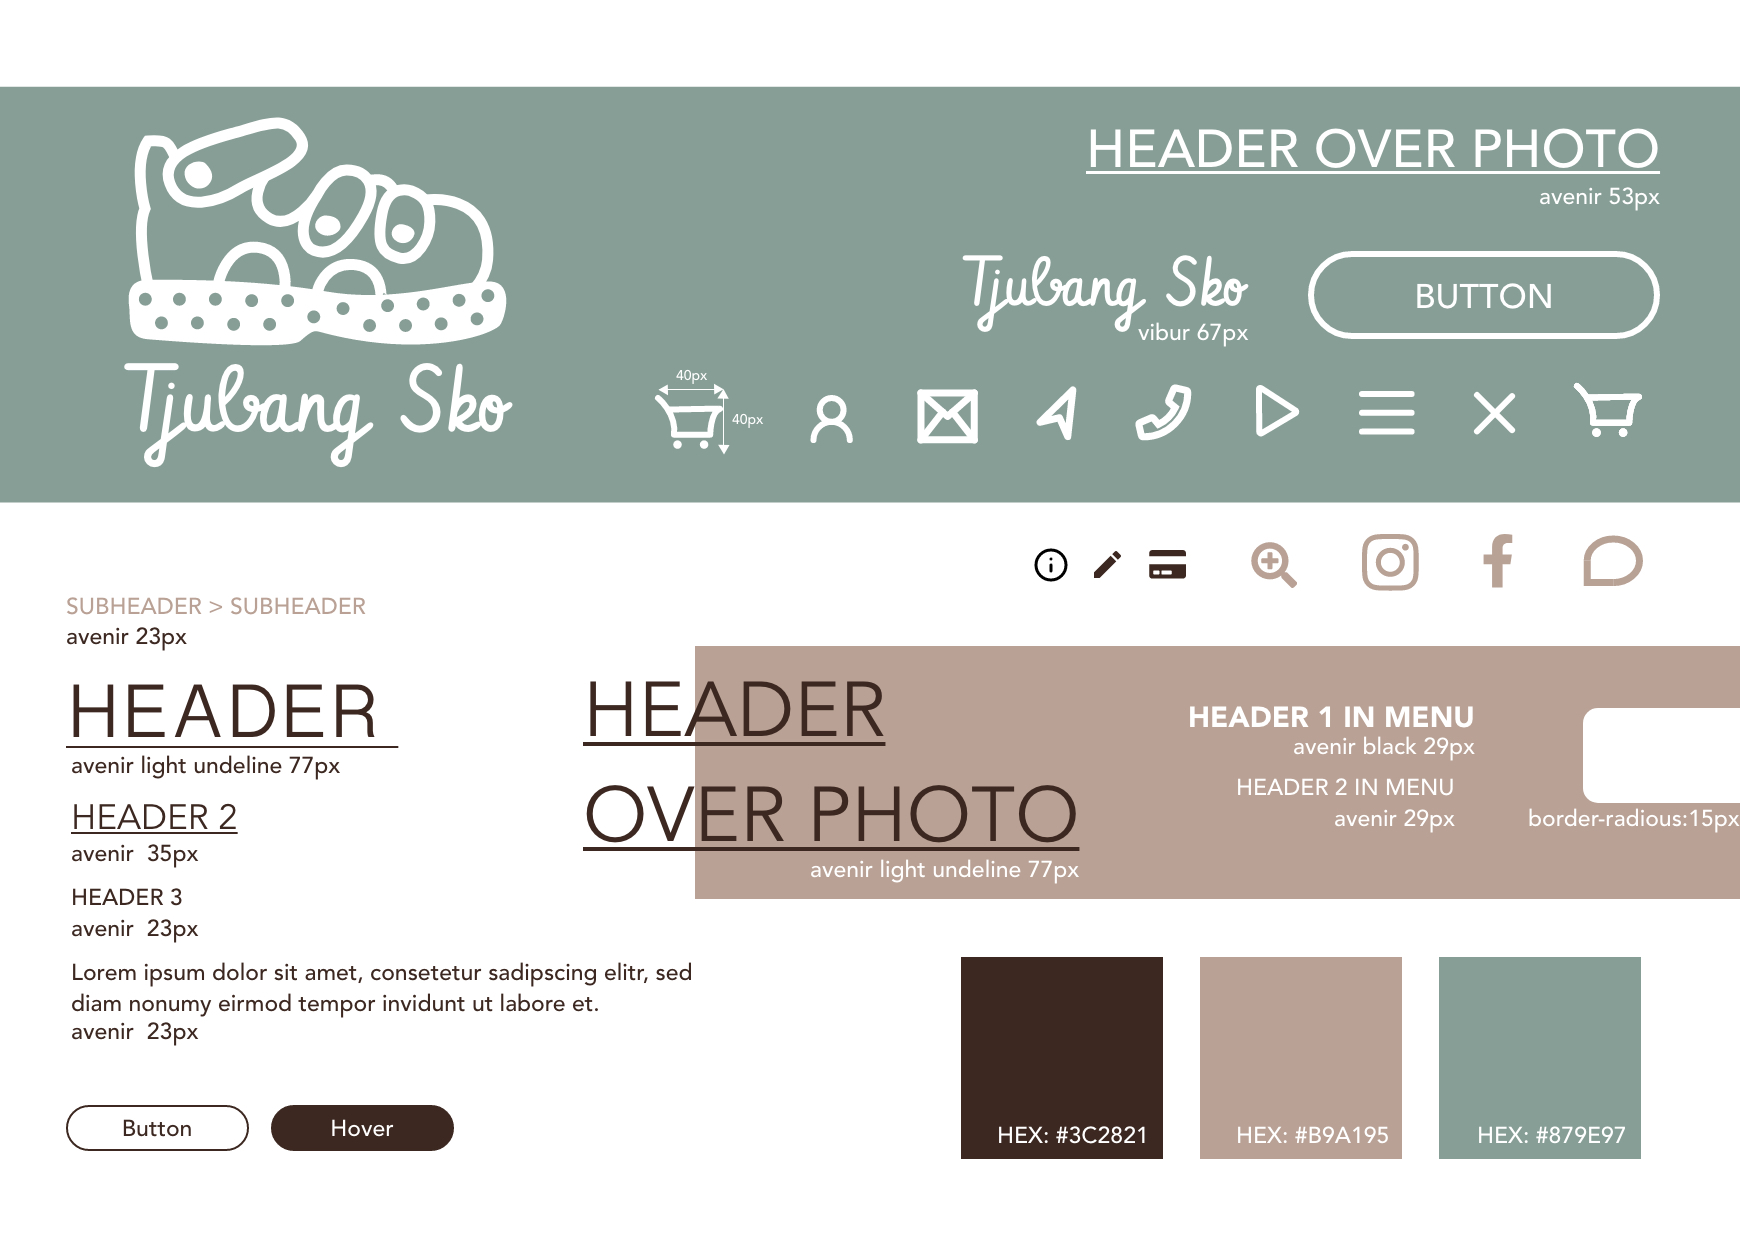 HEADER OVER PHOTO
avenir 53px
Tjubang Sko
vibur 67px
BUTTON
Tjubang Sko
40px
40px
SUBHEADER > SUBHEADER
avenir 23px
HEADER
avenir light undeline 77px
HEADER 2
avenir 35px
HEADER 3
avenir 23px
Lorem ipsum dolor sit amet, consetetur sadipscing elitr, sed
diam nonumy eirmod tempor invidunt ut labore et.
avenir 23px
Button
Hover
HEADER
OVER PHOTO
avenir light undeline 77px
HEADER 1 IN MENU
avenir black 29px
HEADER 2 IN MENU
avenir 29px
border-radious:15px
HEX: #3C2821
HEX: #B9A195
HEX: #879E97